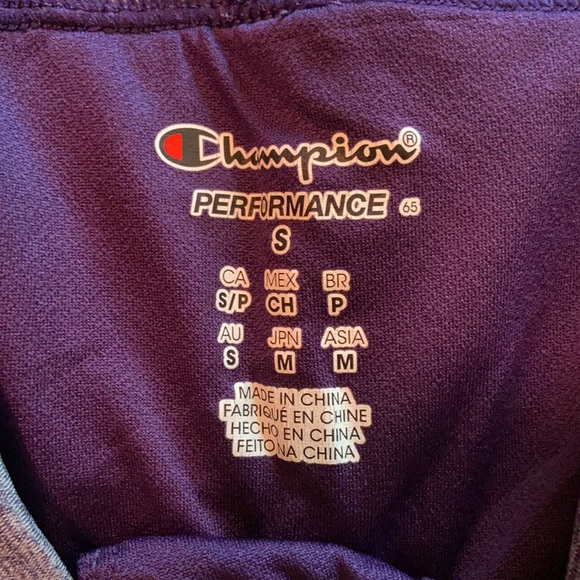 Champion®
PERFORMANCE 65
S
CA MEX BR
S/P CH P
AU JPN ASIA
S M M
MADE IN CHINA
FABRIQUÉ EN CHINE
HECHO EN CHINA
FEITO NA CHINA